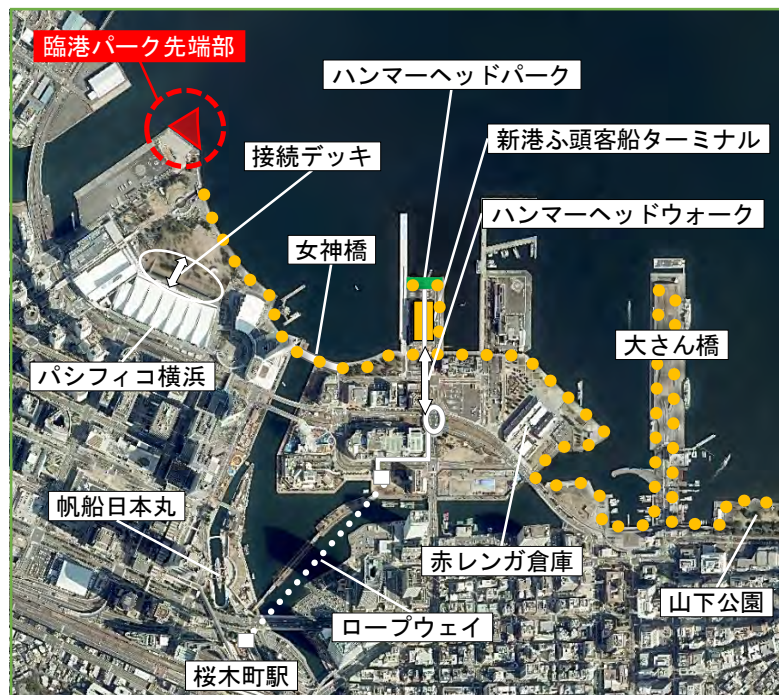 臨港パーク先端部
ハンマーヘッドパーク
新港ふ頭客船ターミナル
接続デッキ
ハンマーヘッドウォーク
女神橋
大さん橋
パシフィコ横浜
帆船日本丸
赤レンガ倉庫
山下公園
ロープウェイ
桜木町駅